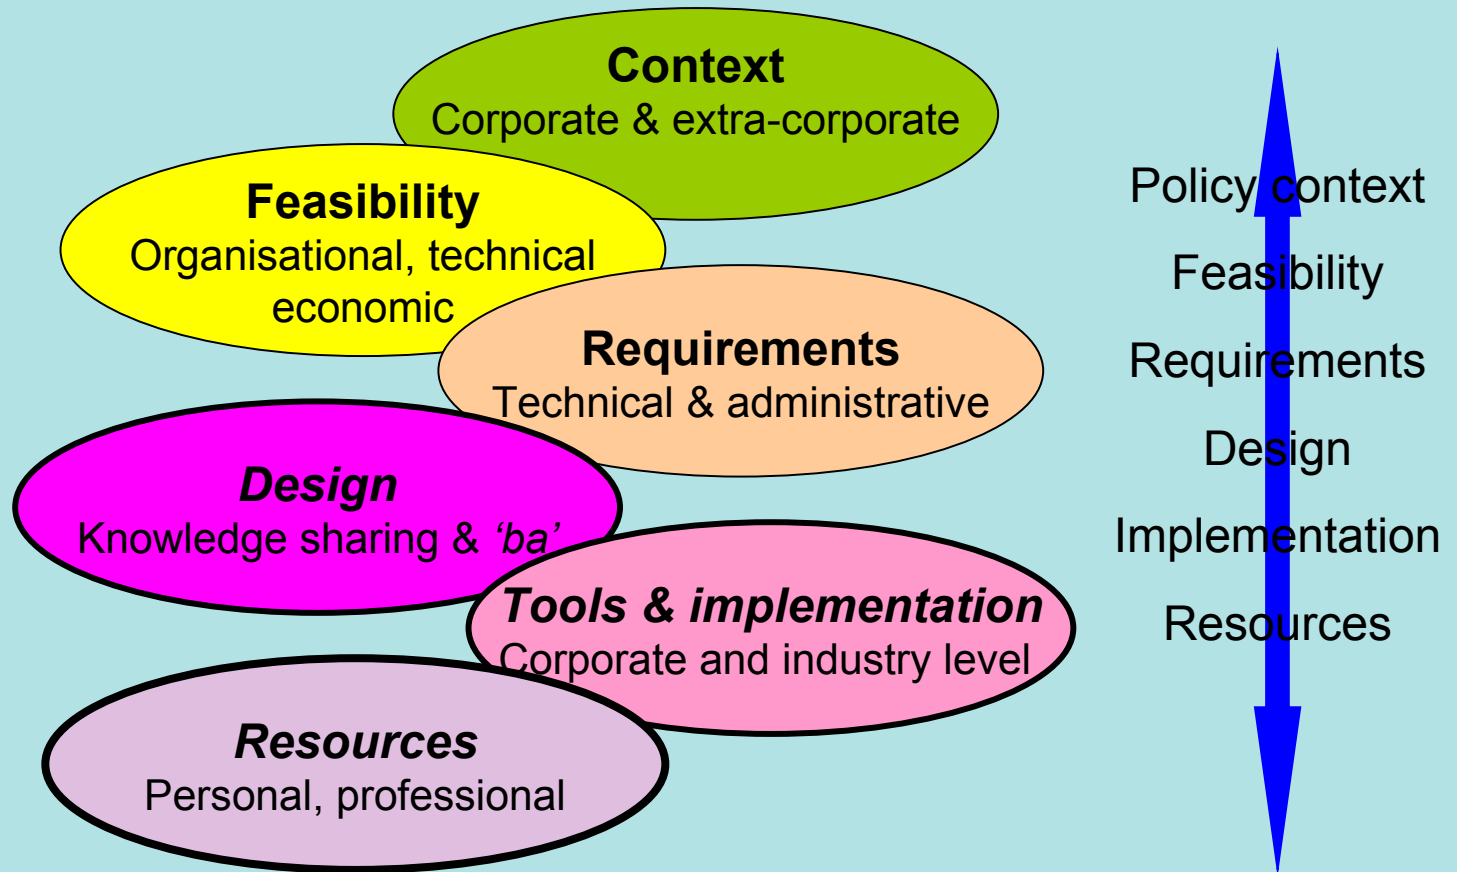 Context
Corporate & extra-corporate
Feasibility
Organisational, technical
economic
Requirements
Technical & administrative
Design
Knowledge sharing & ‘ba’
Tools & implementation
Corporate and industry level
Resources
Personal, professional
Policy context
Feasibility
Requirements
Design
Implementation
Resources